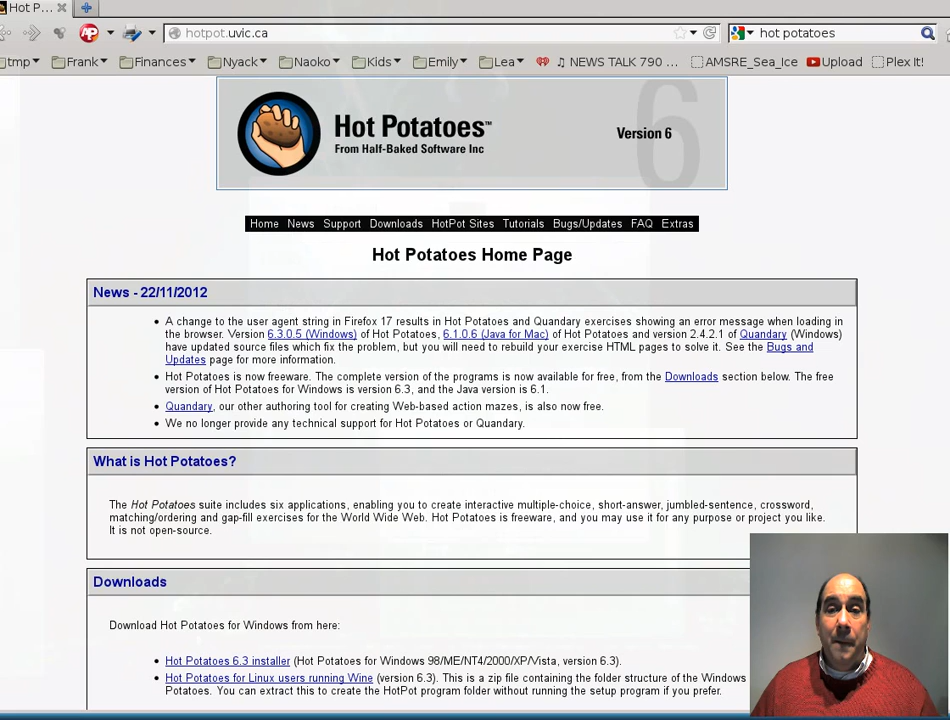 Hot P...
hotpot.uvic.ca
hot potatoes
tmp Frank Finances Nyack Naoko Kids Emily Lea NEWS TALK 790 ... AMSRE_Sea_Ice Upload Plex It!
Hot Potatoes™
From Half-Baked Software Inc
Version 6
6
Home News Support Downloads HotPot Sites Tutorials Bugs/Updates FAQ Extras
Hot Potatoes Home Page
News - 22/11/2012
• A change to the user agent string in Firefox 17 results in Hot Potatoes and Quandary exercises showing an error message when loading in
the browser. Version 6.3.0.5 (Windows) of Hot Potatoes, 6.1.0.6 (Java for Mac) of Hot Potatoes and version 2.4.2.1 of Quandary (Windows)
have updated source files which fix the problem, but you will need to rebuild your exercise HTML pages to solve it. See the Bugs and
Updates page for more information.
• Hot Potatoes is now freeware. The complete version of the programs is now available for free, from the Downloads section below. The free
version of Hot Potatoes for Windows is version 6.3, and the Java version is 6.1.
• Quandary, our other authoring tool for creating Web-based action mazes, is also now free.
• We no longer provide any technical support for Hot Potatoes or Quandary.
What is Hot Potatoes?
The Hot Potatoes suite includes six applications, enabling you to create interactive multiple-choice, short-answer, jumbled-sentence, crossword,
matching/ordering and gap-fill exercises for the World Wide Web. Hot Potatoes is freeware, and you may use it for any purpose or project you like.
It is not open-source.
Downloads
Download Hot Potatoes for Windows from here:
• Hot Potatoes 6.3 installer (Hot Potatoes for Windows 98/ME/NT4/2000/XP/Vista, version 6.3).
• Hot Potatoes for Linux users running Wine (version 6.3). This is a zip file containing the folder structure of the Windows
Potatoes. You can extract this to create the HotPot program folder without running the setup program if you prefer.